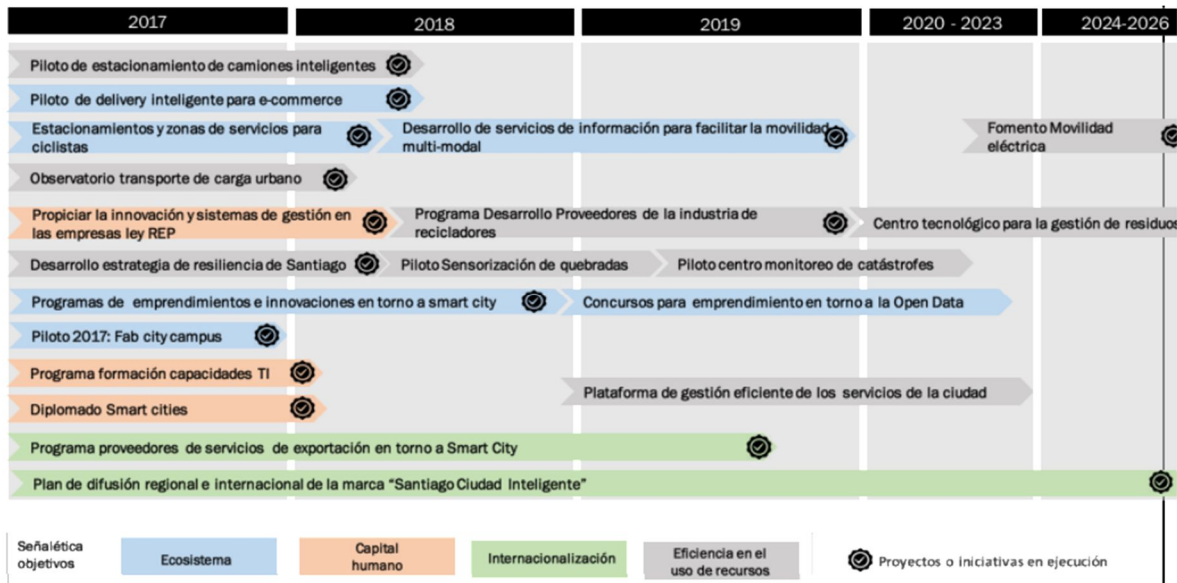 2017
2018
2019
2020 - 2023
2024-2026
Piloto de estacionamiento de camiones inteligentes
Piloto de delivery inteligente para e-commerce
Estacionamientos y zonas de servicios para
ciclistas
Desarrollo de servicios de información para facilitar la movilidad
multi-modal
Fomento Movilidad
eléctrica
Observatorio transporte de carga urbano
Propiciar la innovación y sistemas de gestión en
las empresas ley REP
Programa Desarrollo Proveedores de la industria de
recicladores
Centro tecnológico para la gestión de residuos
Desarrollo estrategia de resiliencia de Santiago
Piloto Sensorización de quebradas
Piloto centro monitoreo de catástrofes
Programas de emprendimientos e innovaciones en torno a smart city
Concursos para emprendimiento en torno a la Open Data
Piloto 2017: Fab city campus
Programa formación capacidades TI
Plataforma de gestión eficiente de los servicios de la ciudad
Diplomado Smart cities
Programa proveedores de servicios de exportación en torno a Smart City
Plan de difusión regional e internacional de la marca “Santiago Ciudad Inteligente”
Señalética
objetivos
Ecosistema
Capital
humano
Internacionalización
Eficiencia en el
uso de recursos
Proyectos o iniciativas en ejecución